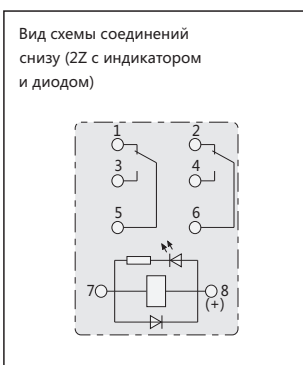 Вид схемы соединений
снизу (2Z с индикатором
и диодом)
1 2
3 4
5 6
7 8
(+)